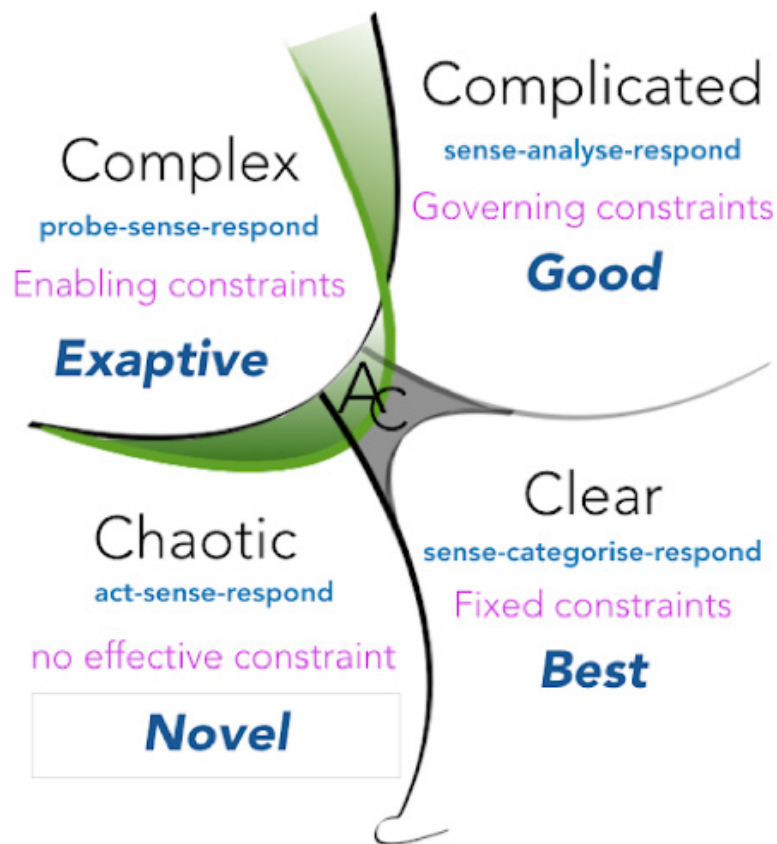 Complex
probe-sense-respond
Enabling constraints
Exaptive
Complicated
sense-analyse-respond
Governing constraints
Good
AC
Chaotic
act-sense-respond
no effective constraint
Novel
Clear
sense-categorise-respond
Fixed constraints
Best